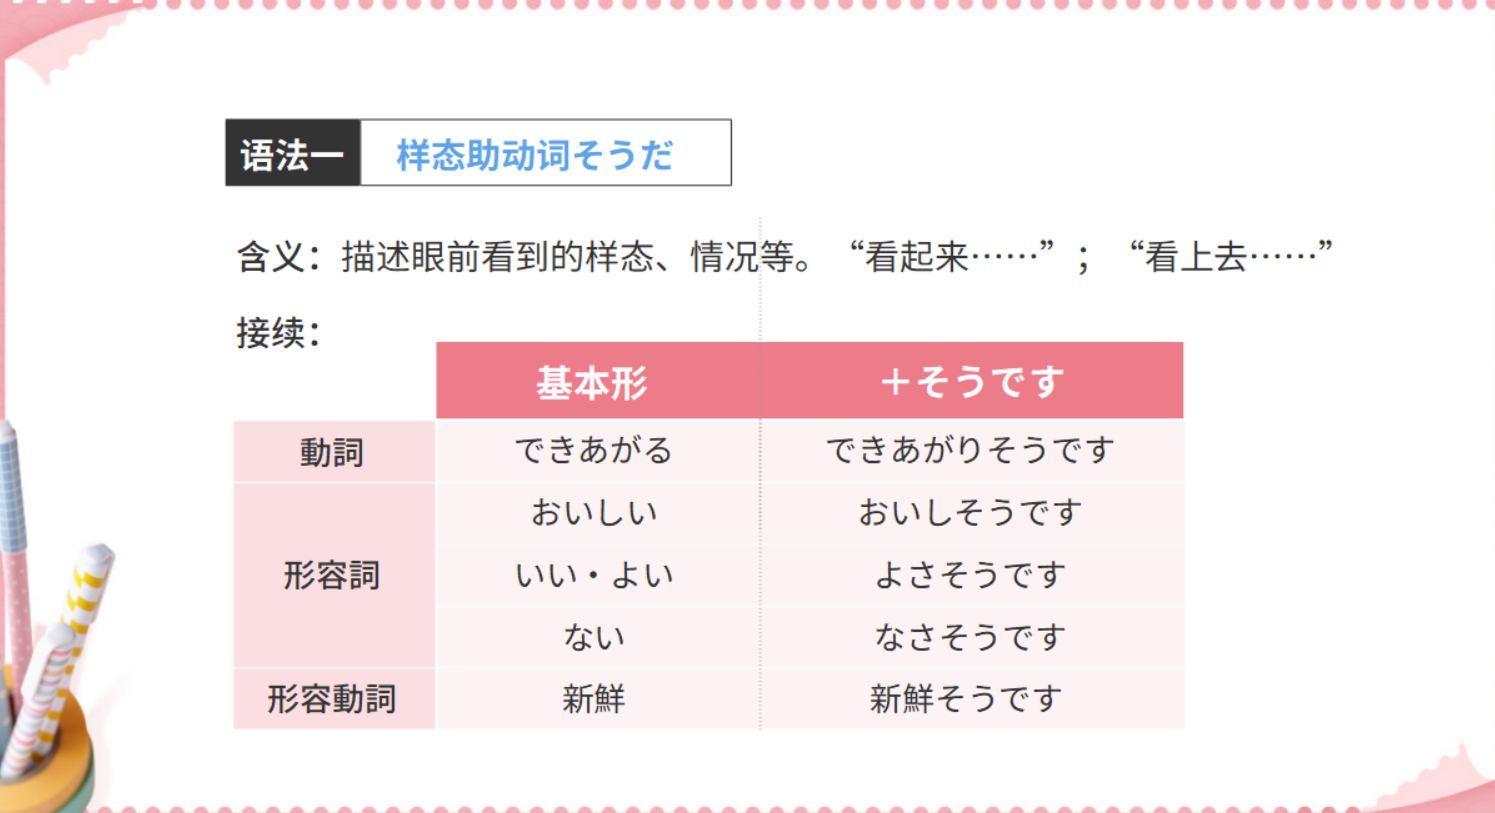 语法一 样态助动词そうだ
含义：描述眼前看到的样态、情况等。“看起来……”；“看上去……”
接续：
基本形 ＋そうです
動詞 できあがる できあがりそうです
おいしい おいしそうです
形容詞 いい・よい よさそうです
ない なさそうです
形容動詞 新鮮 新鮮そうです